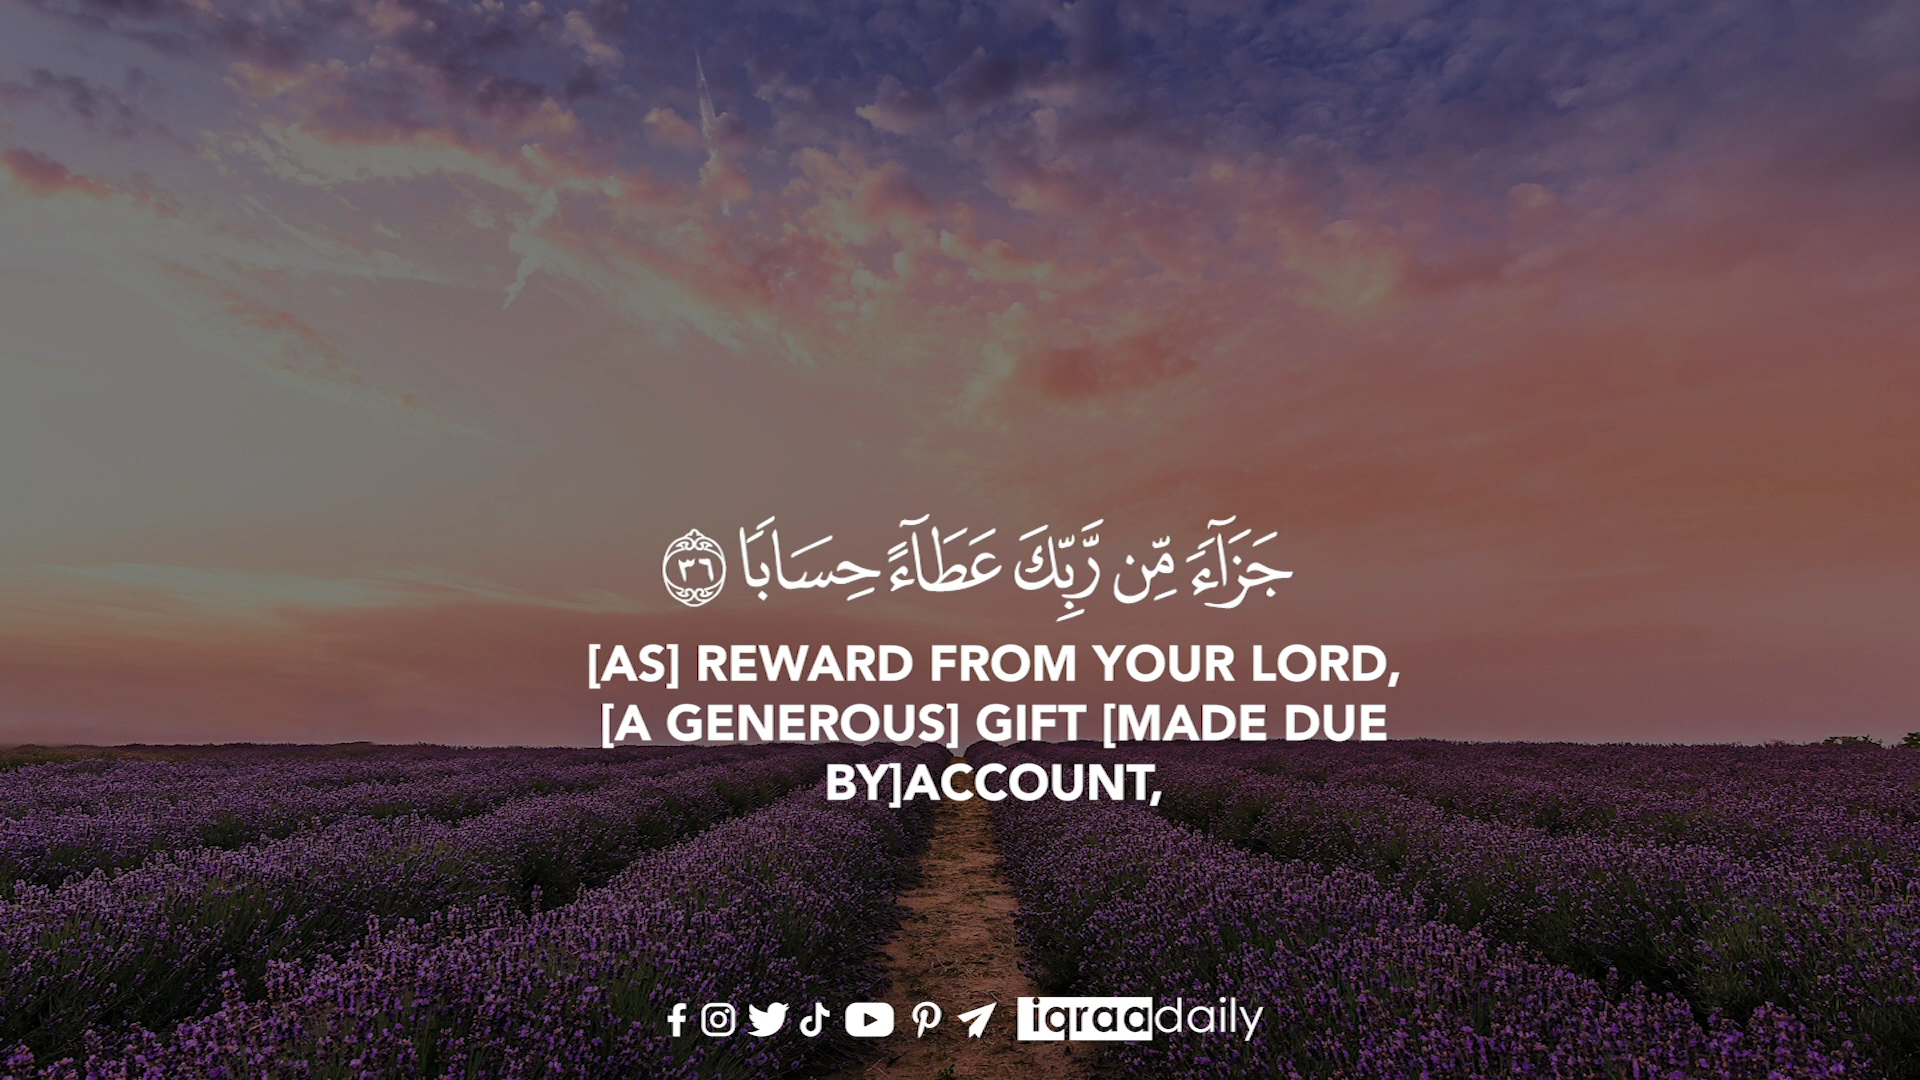 جَزَآءً مِّن رَّبِّكَ عَطَآءً حِسَابًا ٣٦
[AS] REWARD FROM YOUR LORD,
[A GENEROUS] GIFT [MADE DUE
BY]ACCOUNT,
iqraadaily